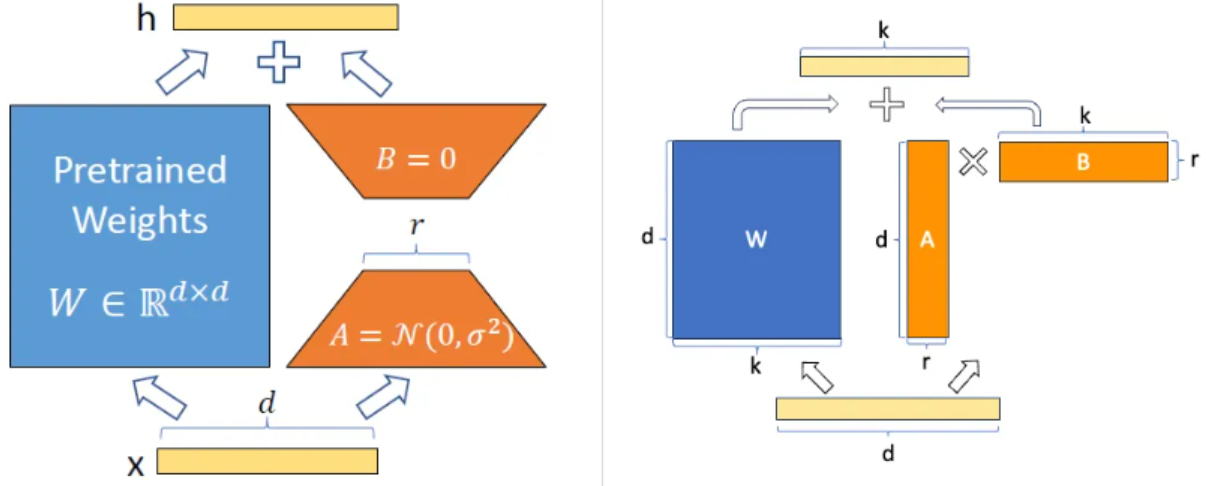 h
Pretrained
Weights
W ∈ ℝ^{d×d}
B = 0
r
A = 𝒩(0, σ²)
d
x
k
k
d
W
d
A
B
r
k
r
d